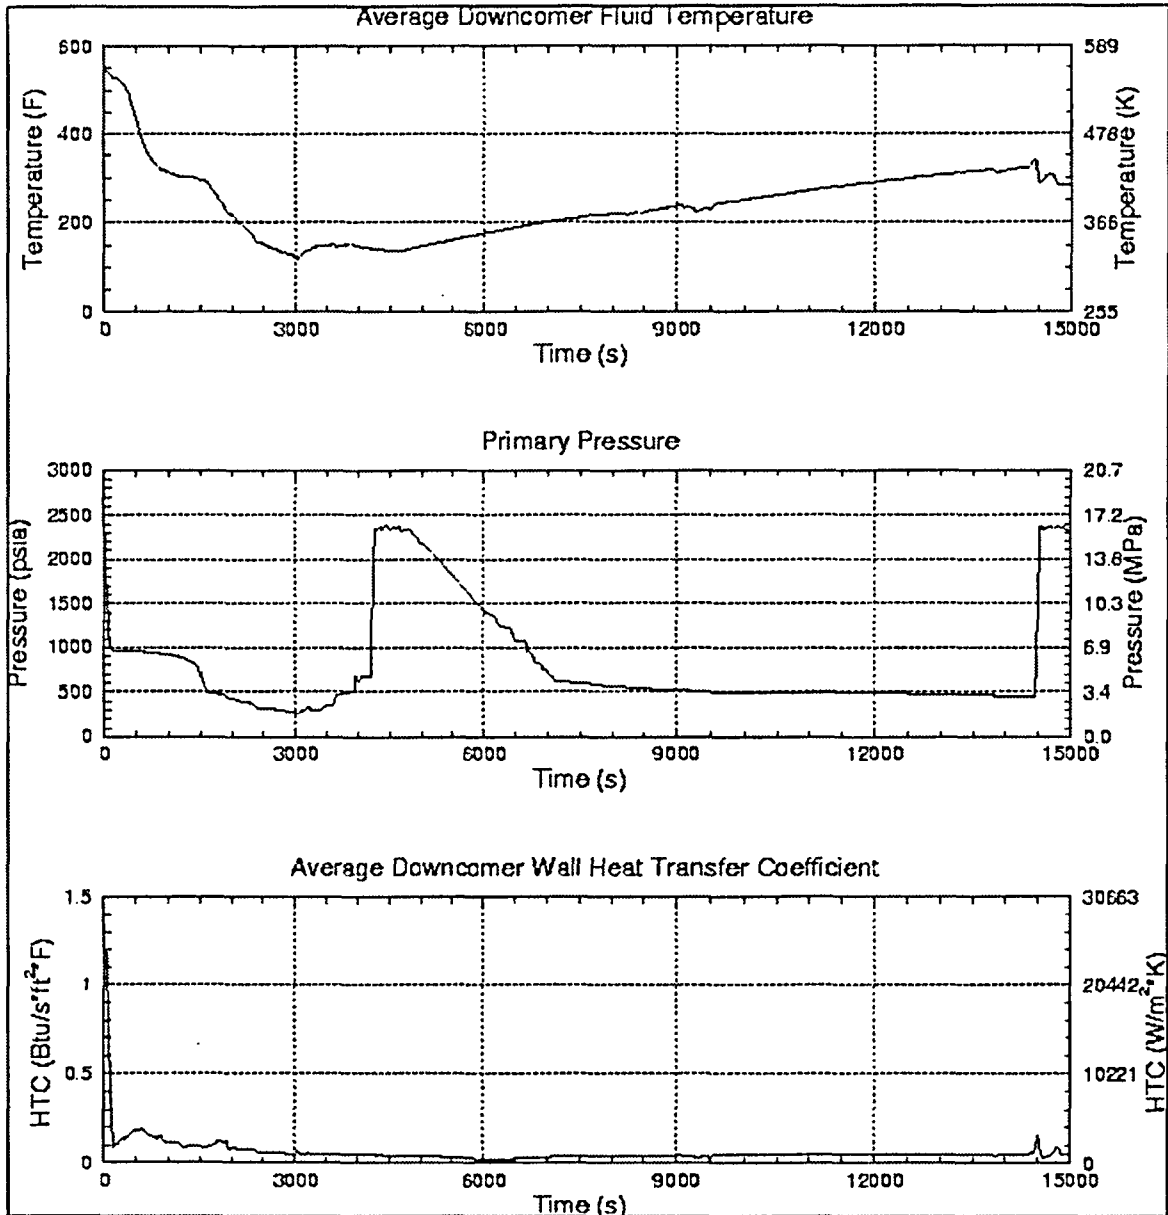 Average Downcomer Fluid Temperature
600
400
200
0
Temperature (F)
589
478
366
255
Temperature (K)
0 3000 6000 9000 12000 15000
Time (s)
Primary Pressure
3000
2500
2000
1500
1000
500
0
Pressure (psia)
20.7
17.2
13.8
10.3
6.9
3.4
0.0
Pressure (MPa)
0 3000 6000 9000 12000 15000
Time (s)
Average Downcomer Wall Heat Transfer Coefficient
1.5
1
0.5
0
HTC (Btu/s*ft²*F)
30663
20442
10221
0
HTC (W/m²*K)
0 3000 6000 9000 12000 15000
Time (s)